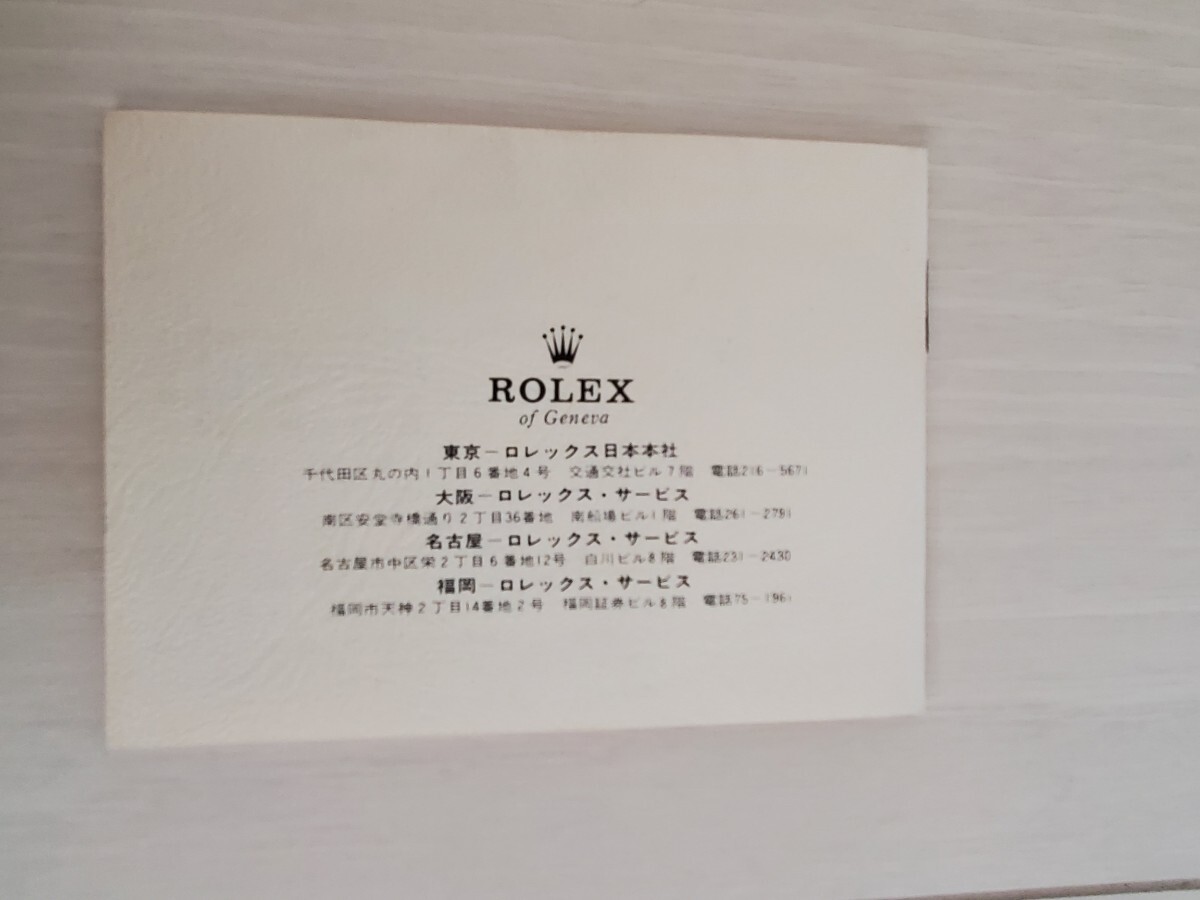 ROLEX
of Geneva
東京－ロレックス日本本社
千代田区丸の内1丁目6番地4号 交通交社ビル7階 電話216-5671
大阪－ロレックス・サービス
南区安堂寺橋通り2丁目36番地 南船場ビル1階 電話261-2791
名古屋－ロレックス・サービス
名古屋市中区栄2丁目6番地12号 白川ビル8階 電話231-2430
福岡－ロレックス・サービス
福岡市天神2丁目14番地2号 福岡証券ビル8階 電話75-1961